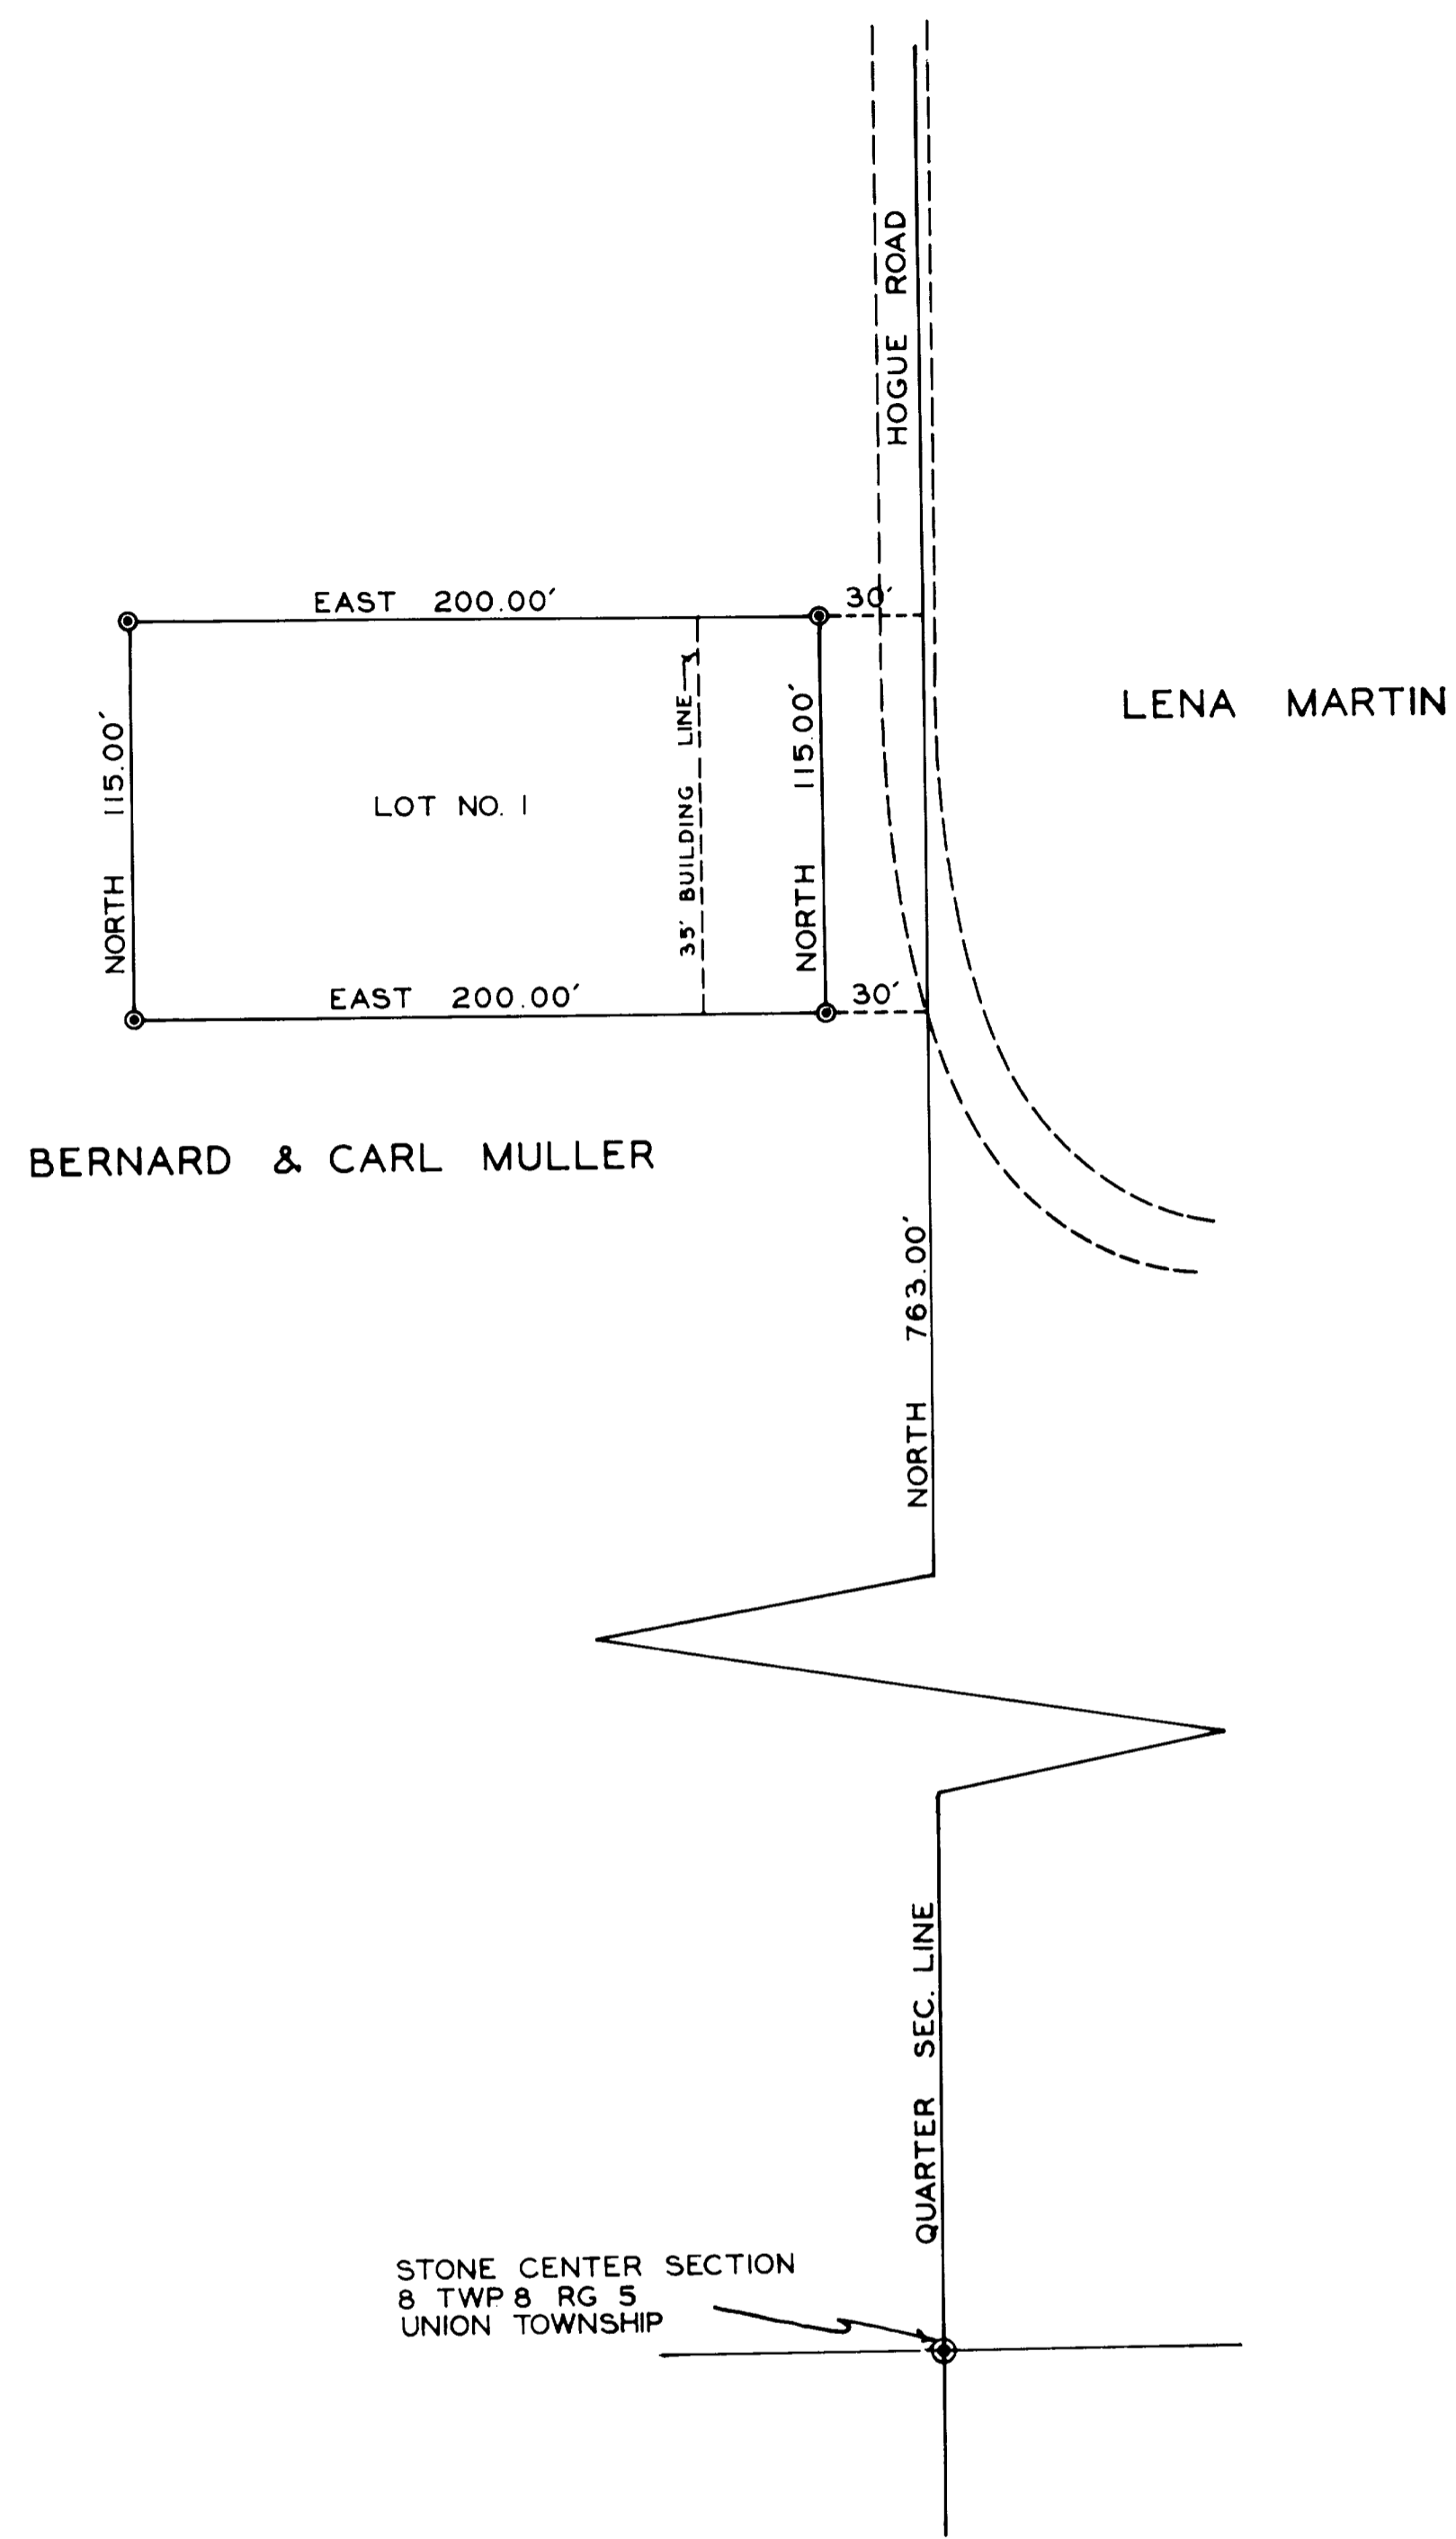 HOGUE ROAD
EAST 200.00'
30'
LENA MARTIN
NORTH 115.00'
LOT NO. 1
35' BUILDING LINE
NORTH 115.00'
EAST 200.00'
30'
BERNARD & CARL MULLER
NORTH 763.00'
QUARTER SEC. LINE
STONE CENTER SECTION
8 TWP. 8 RG 5
UNION TOWNSHIP